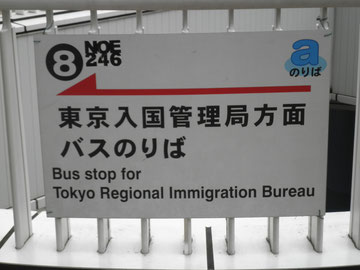 8 NOE
246
a
のりば
東京入国管理局方面
バスのりば
Bus stop for
Tokyo Regional Immigration Bureau